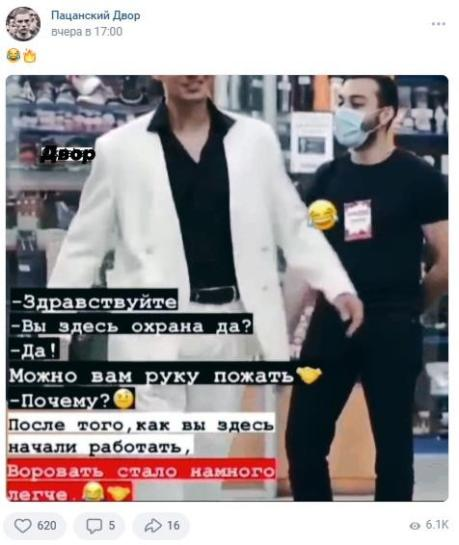 Пацанский Двор
вчера в 17:00
Двор
-Здравствуйте
-Вы здесь охрана да?
-Да!
Можно вам руку пожать
-Почему?
После того,как вы здесь
начали работать,
Воровать стало намного
легче.
620
5
16
6.1K